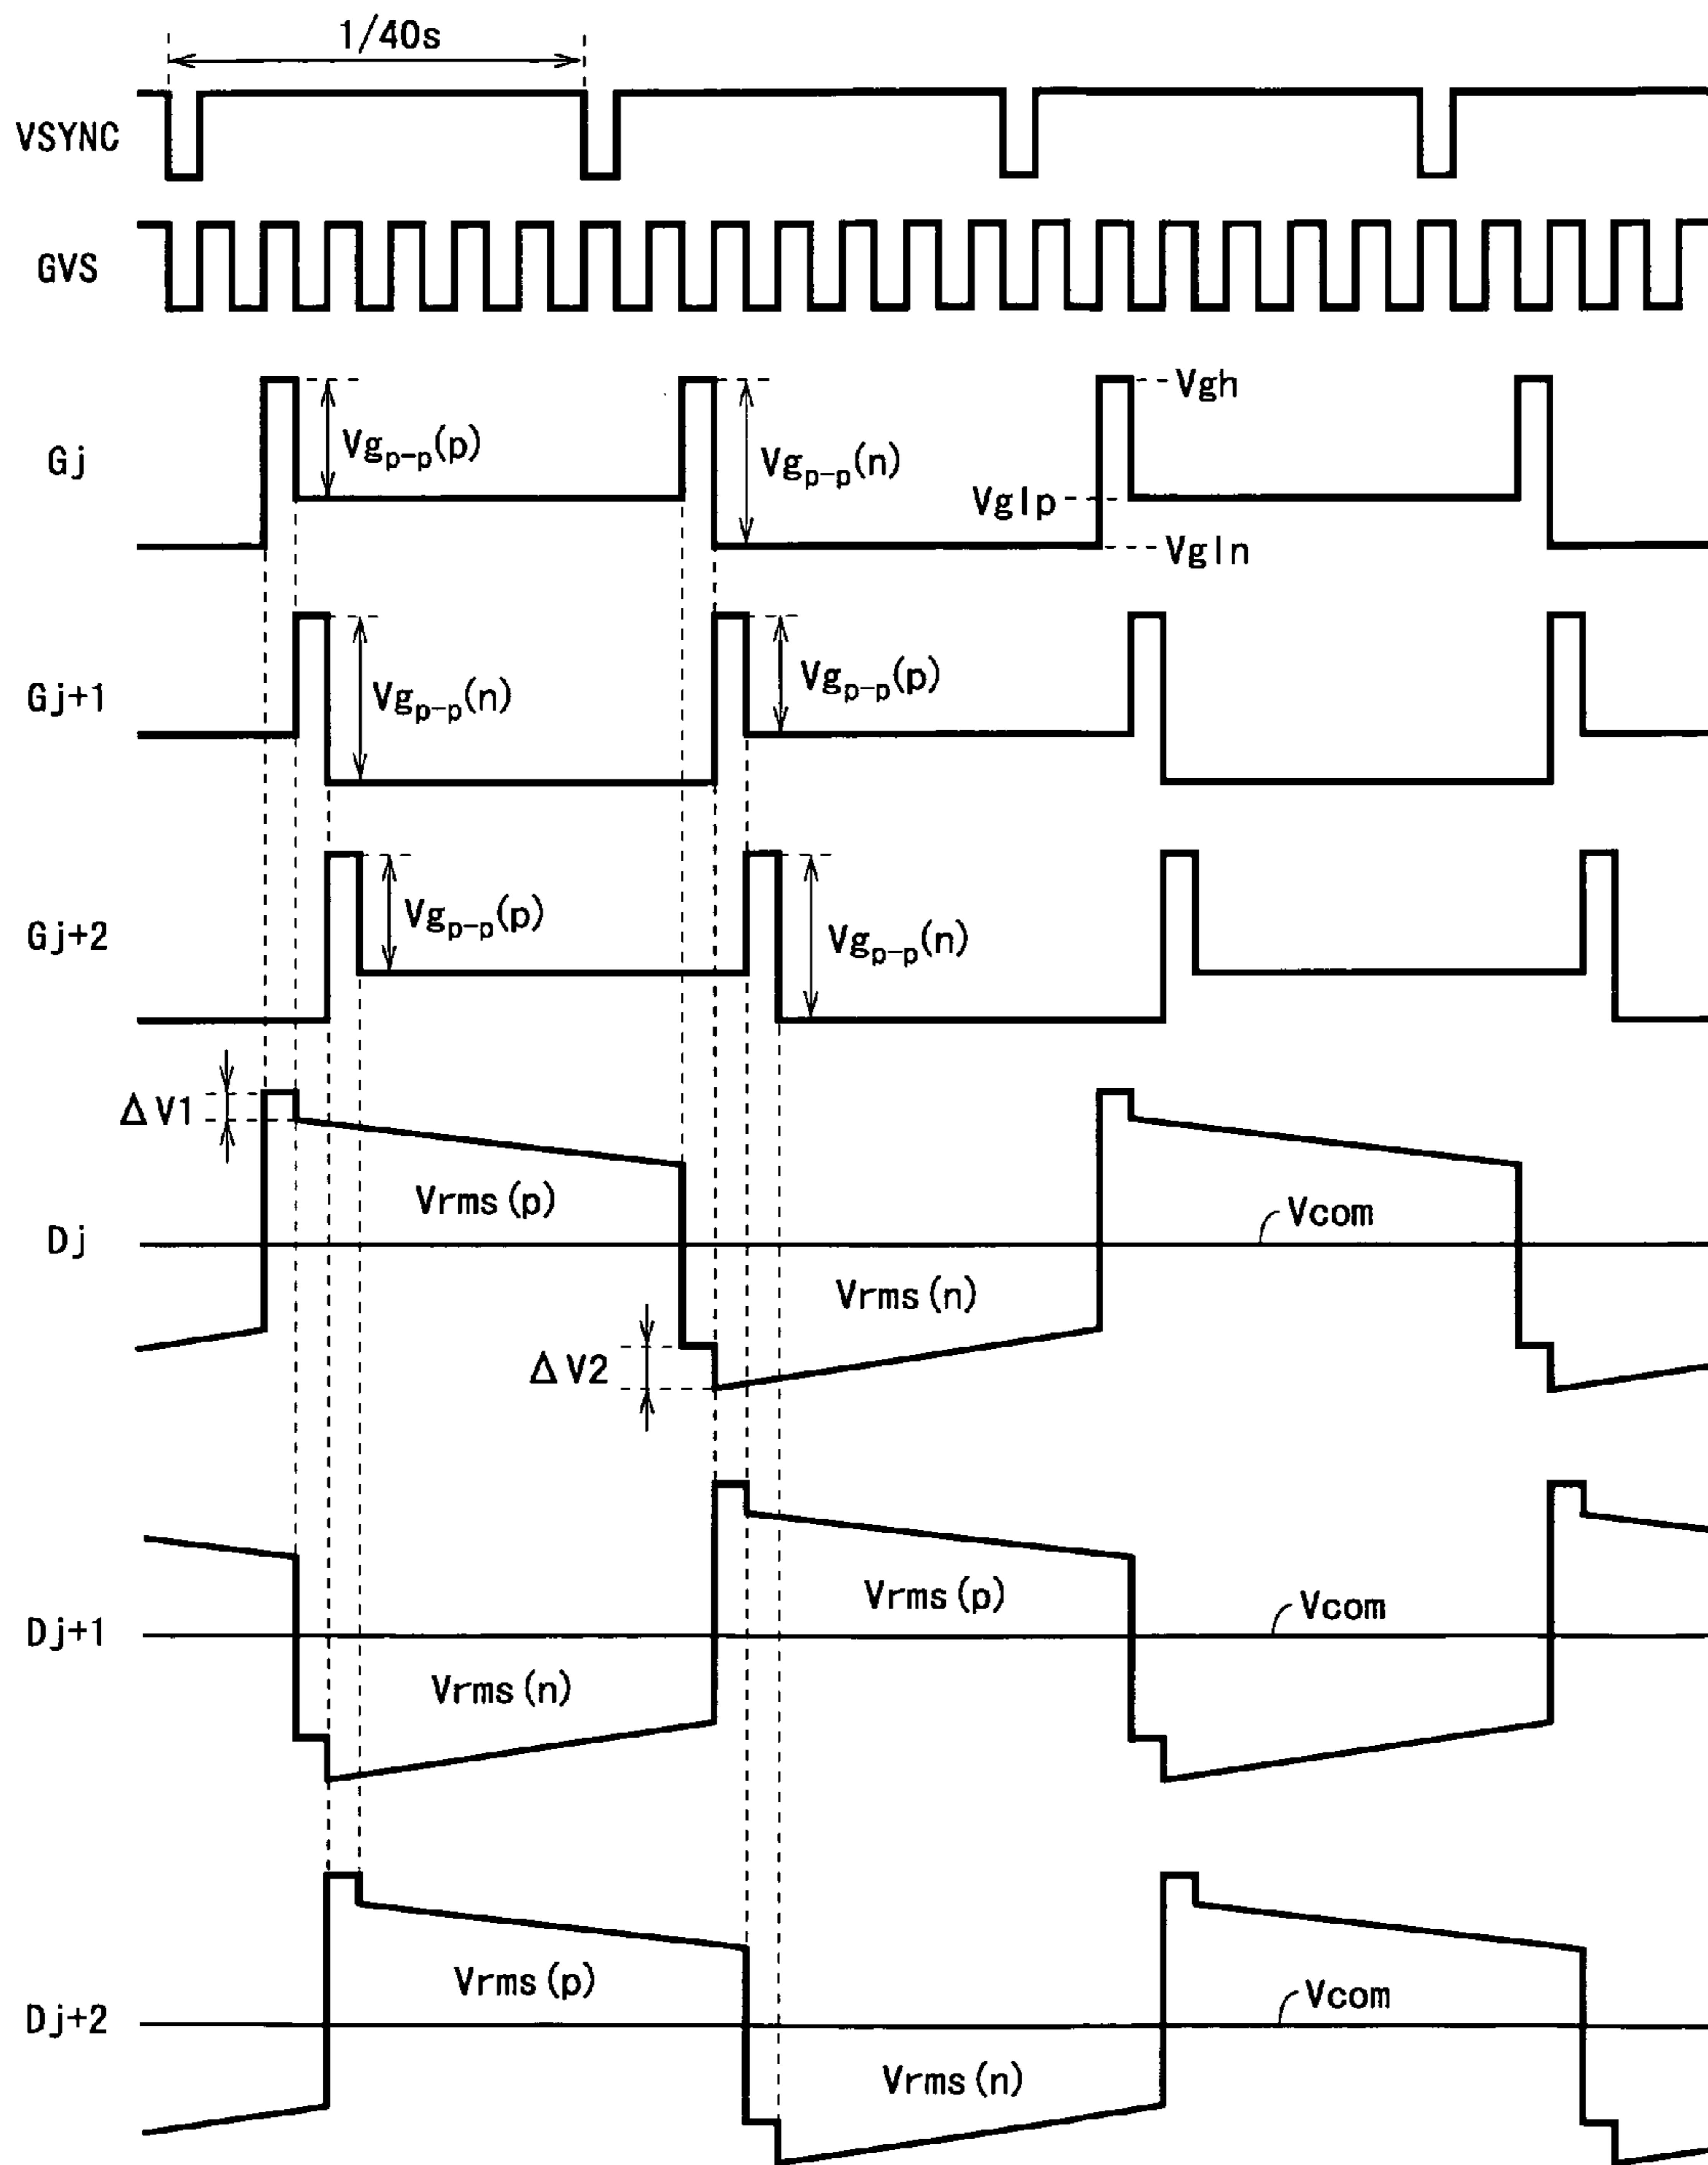 1/40s
VSYNC
GVS
Gj
Vgp-p(p)
Vgp-p(n)
Vgh
Vglp
Vgln
Gj+1
Vgp-p(n)
Vgp-p(p)
Gj+2
Vgp-p(p)
Vgp-p(n)
ΔV1
Dj
Vrms(p)
Vcom
Vrms(n)
ΔV2
Dj+1
Vrms(p)
Vcom
Vrms(n)
Dj+2
Vrms(p)
Vcom
Vrms(n)